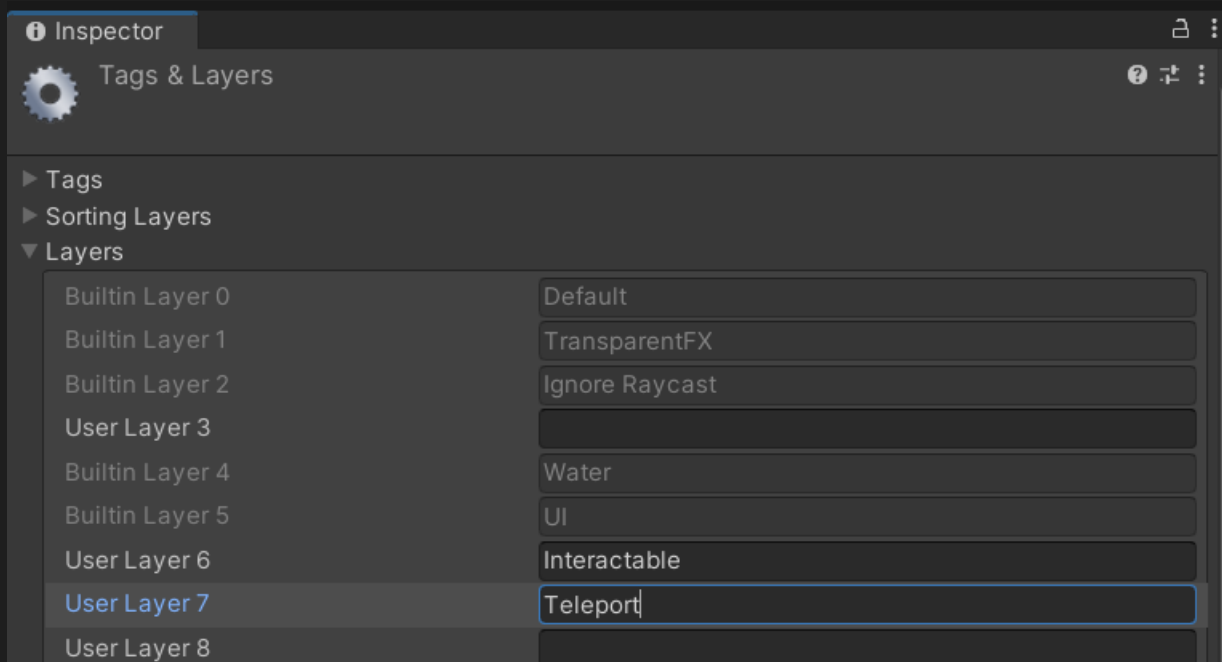 Inspector
Tags & Layers
Tags
Sorting Layers
Layers
Builtin Layer 0 Default
Builtin Layer 1 TransparentFX
Builtin Layer 2 Ignore Raycast
User Layer 3
Builtin Layer 4 Water
Builtin Layer 5 UI
User Layer 6 Interactable
User Layer 7 Teleport
User Layer 8